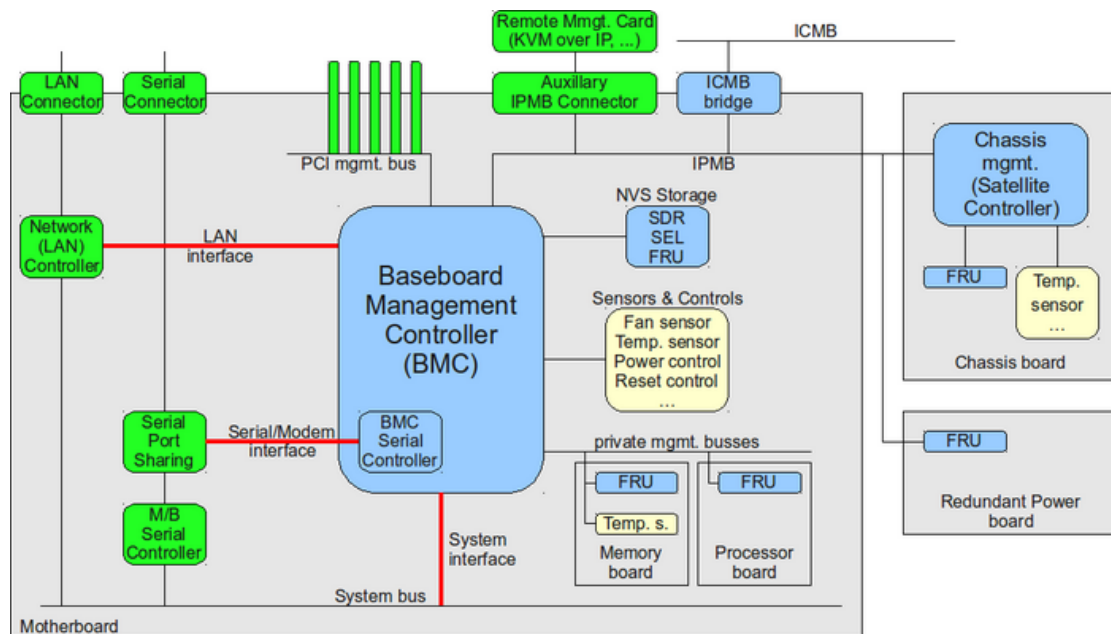 Remote Mmgt. Card
(KVM over IP, ...)
ICMB
LAN
Connector
Serial
Connector
Auxillary
IPMB Connector
ICMB
bridge
PCI mgmt. bus
IPMB
Chassis
mgmt.
(Satellite
Controller)
NVS Storage
SDR
SEL
FRU
Network
(LAN)
Controller
LAN
interface
Baseboard
Management
Controller
(BMC)
FRU
Temp.
sensor
...
Chassis board
Sensors & Controls
Fan sensor
Temp. sensor
Power control
Reset control
...
Serial
Port
Sharing
Serial/Modem
interface
BMC
Serial
Controller
private mgmt. busses
FRU
Temp. s.
Memory
board
FRU
Processor
board
FRU
Redundant Power
board
M/B
Serial
Controller
System
interface
System bus
Motherboard